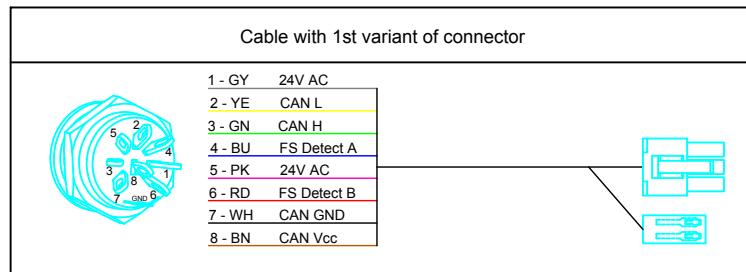 Cable with 1st variant of connector
1 - GY 24V AC
2 - YE CAN L
3 - GN CAN H
4 - BU FS Detect A
5 - PK 24V AC
6 - RD FS Detect B
7 - WH CAN GND
8 - BN CAN Vcc
2
5
4
3
8
1
7
GND
6